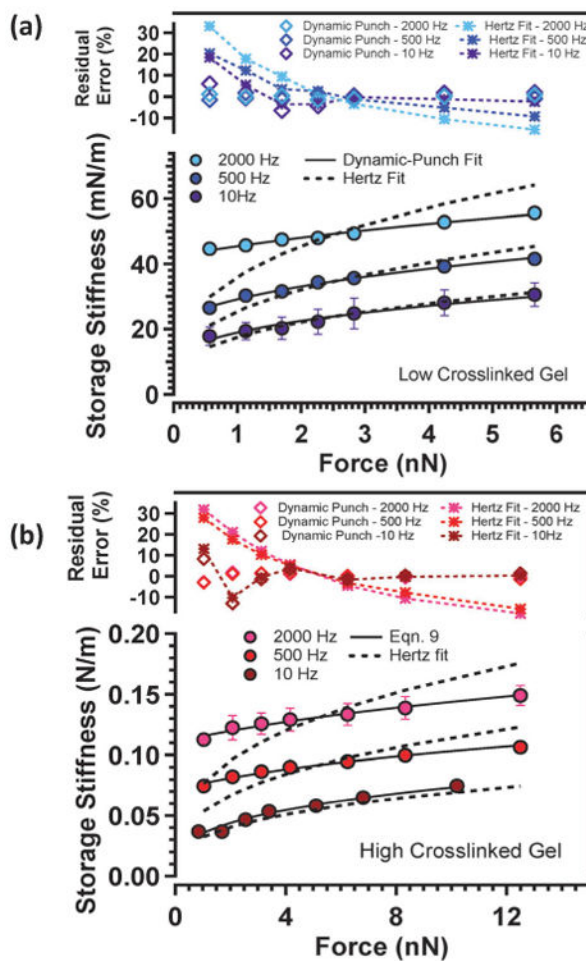 (a)
Residual
Error (%)
30
20
10
0
-10
Dynamic Punch - 2000 Hz
Dynamic Punch - 500 Hz
Dynamic Punch - 10 Hz
Hertz Fit - 2000 Hz
Hertz Fit - 500 Hz
Hertz Fit - 10 Hz
Storage Stiffness (mN/m)
60
40
20
0
2000 Hz
500 Hz
10Hz
Dynamic-Punch Fit
Hertz Fit
Low Crosslinked Gel
0 1 2 3 4 5 6
Force (nN)
(b)
Residual
Error (%)
30
20
10
0
-10
Dynamic Punch - 2000 Hz
Dynamic Punch - 500 Hz
Dynamic Punch -10 Hz
Hertz Fit - 2000 Hz
Hertz Fit - 500 Hz
Hertz Fit - 10Hz
Storage Stiffness (N/m)
0.20
0.15
0.10
0.05
0.00
2000 Hz
500 Hz
10 Hz
Eqn. 9
Hertz fit
High Crosslinked Gel
0 4 8 12
Force (nN)